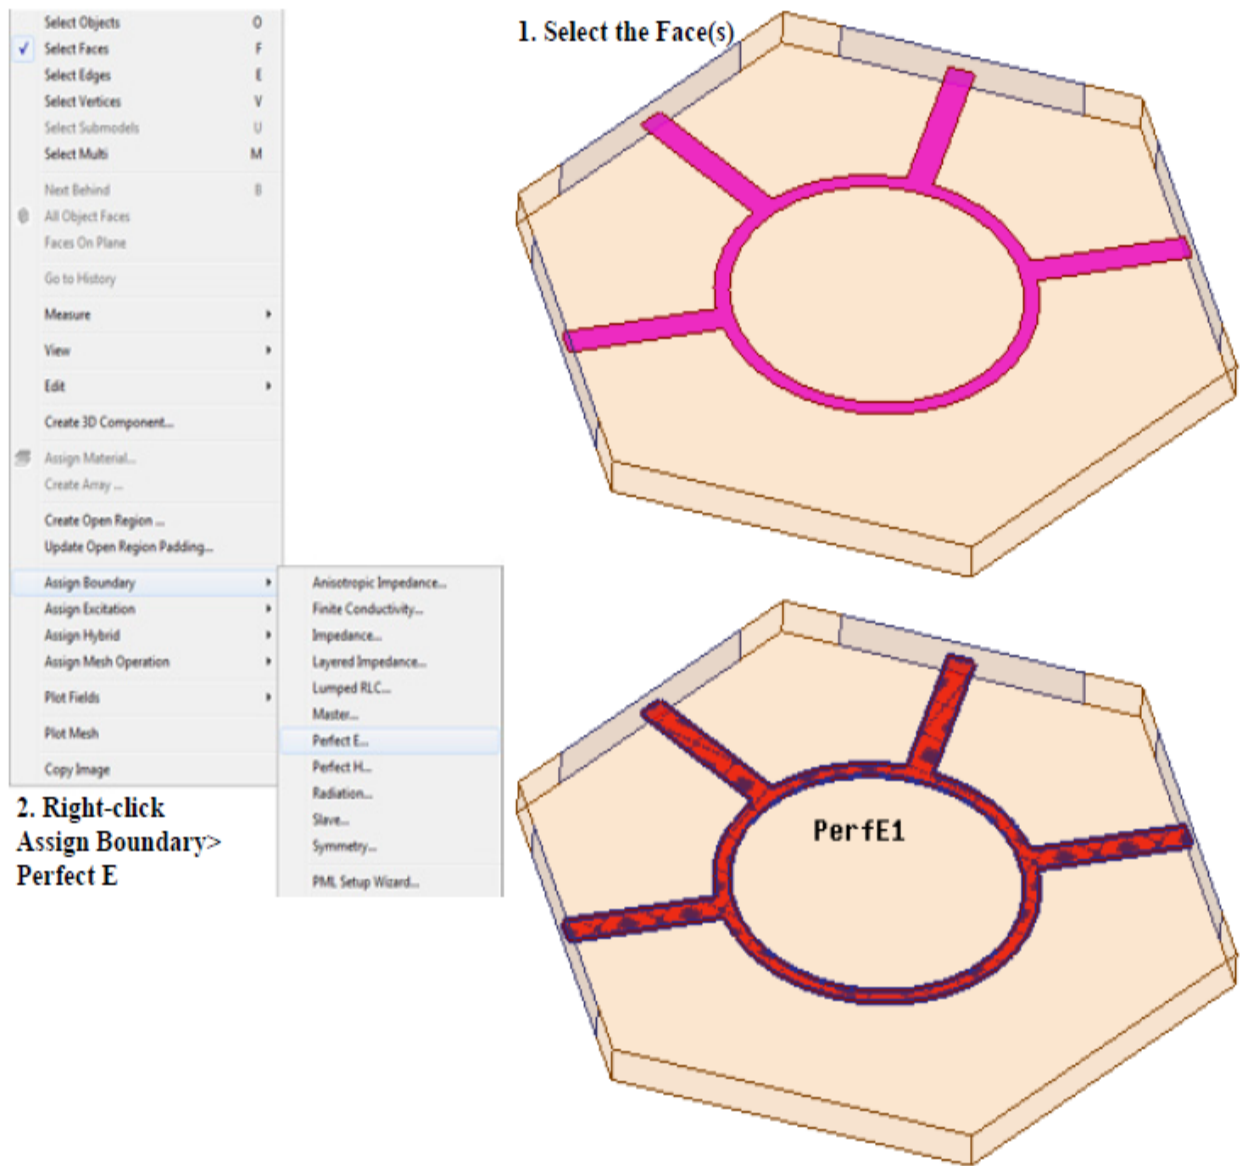 1. Select the Face(s)
Select Objects O
Select Faces F
Select Edges E
Select Vertices V
Select Submodels U
Select Multi M
Next Behind B
All Object Faces
Faces On Plane
Go to History
Measure
View
Edit
Create 3D Component...
Assign Material...
Create Array ...
Create Open Region ...
Update Open Region Padding...
Assign Boundary
Assign Excitation
Assign Hybrid
Assign Mesh Operation
Plot Fields
Plot Mesh
Copy Image
Anisotropic Impedance...
Finite Conductivity...
Impedance...
Layered Impedance...
Lumped RLC...
Master...
Perfect E...
Perfect H...
Radiation...
Slave...
Symmetry...
PML Setup Wizard...
2. Right-click
Assign Boundary>
Perfect E
PerfE1